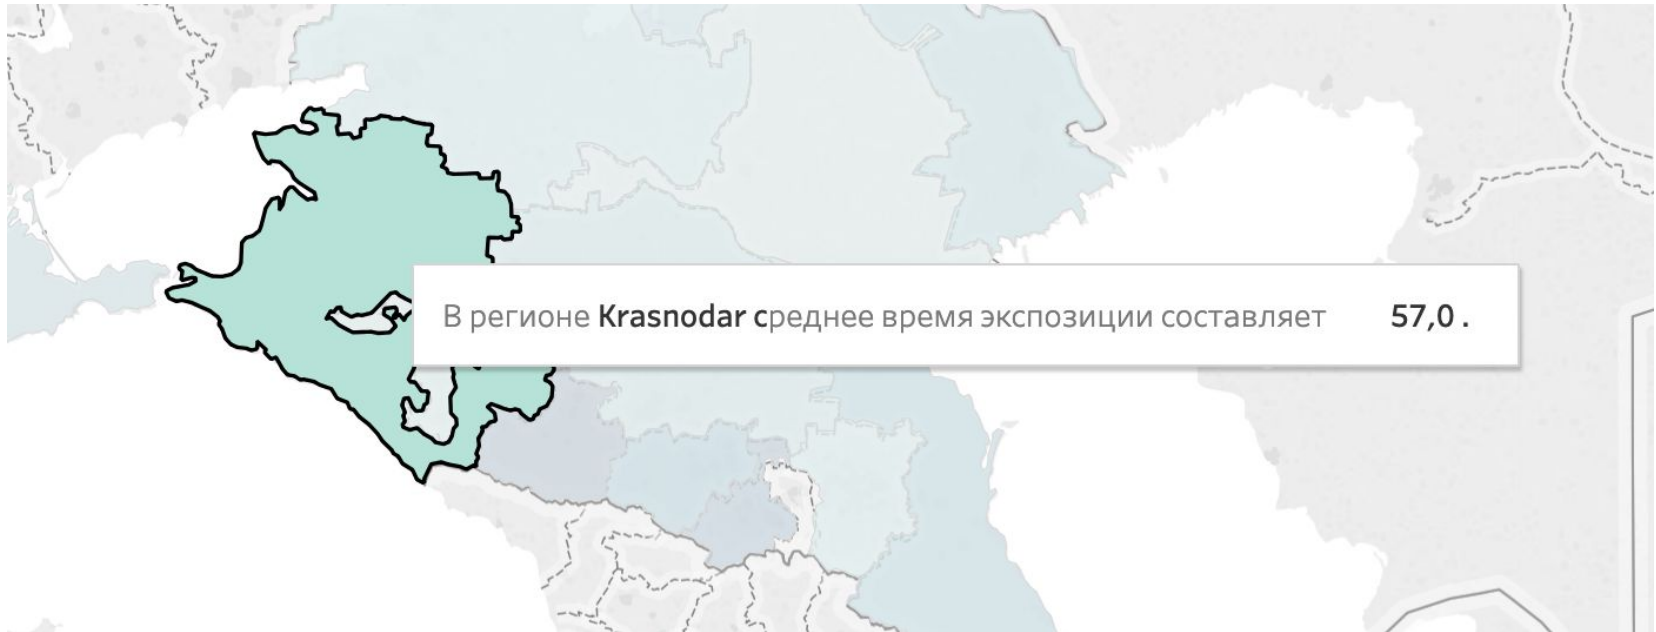 В регионе Krasnodar среднее время экспозиции составляет 57,0 .